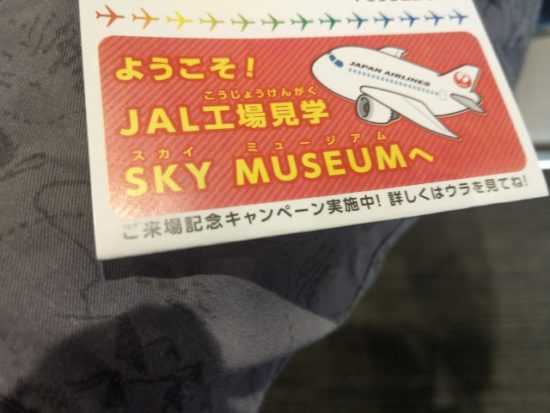 ようこそ!
JAPAN AIRLINES
こうじょうけんがく
JAL工場見学
スカイ ミュージアム
SKY MUSEUMへ
ご来場記念キャンペーン実施中! 詳しくはウラを見てね!